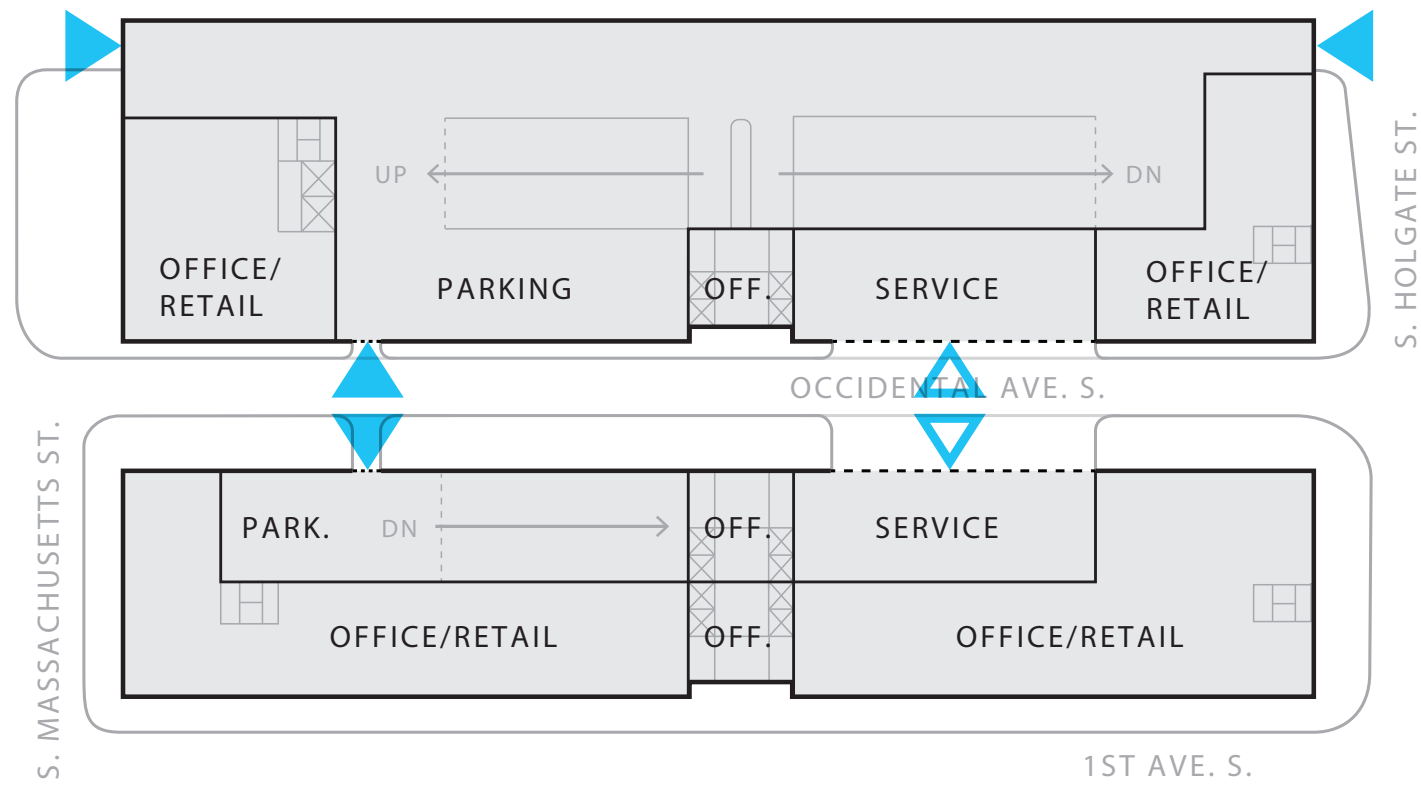 UP
DN
OFFICE/
RETAIL
PARKING
OFF.
SERVICE
OFFICE/
RETAIL
S. HOLGATE ST.
OCCIDENTAL AVE. S.
S. MASSACHUSETTS ST.
PARK.
DN
OFF.
SERVICE
OFFICE/RETAIL
OFF.
OFFICE/RETAIL
1ST AVE. S.